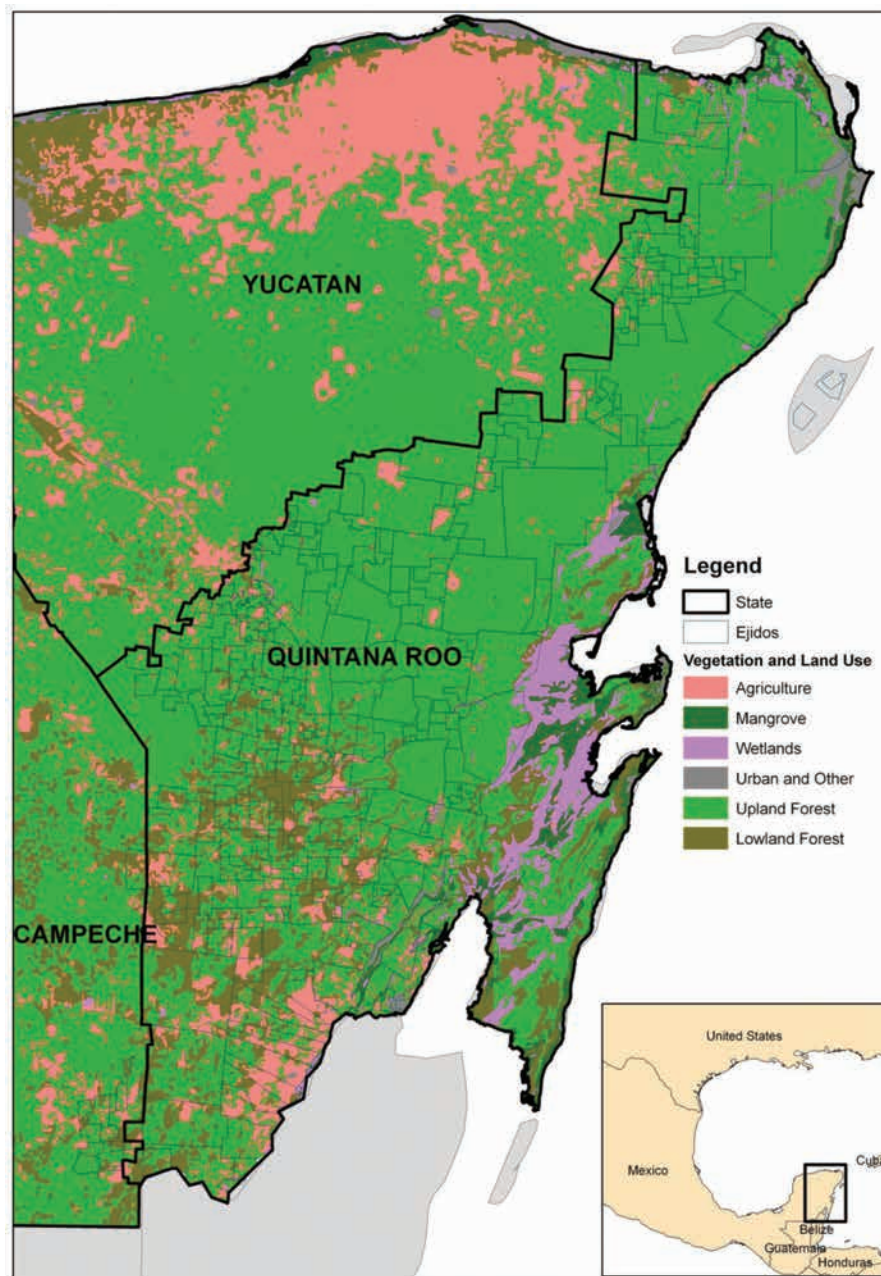 YUCATAN
QUINTANA ROO
CAMPECHE
Legend
State
Ejidos
Vegetation and Land Use
Agriculture
Mangrove
Wetlands
Urban and Other
Upland Forest
Lowland Forest
United States
Mexico
Cuba
Belize
Guatemala
Honduras